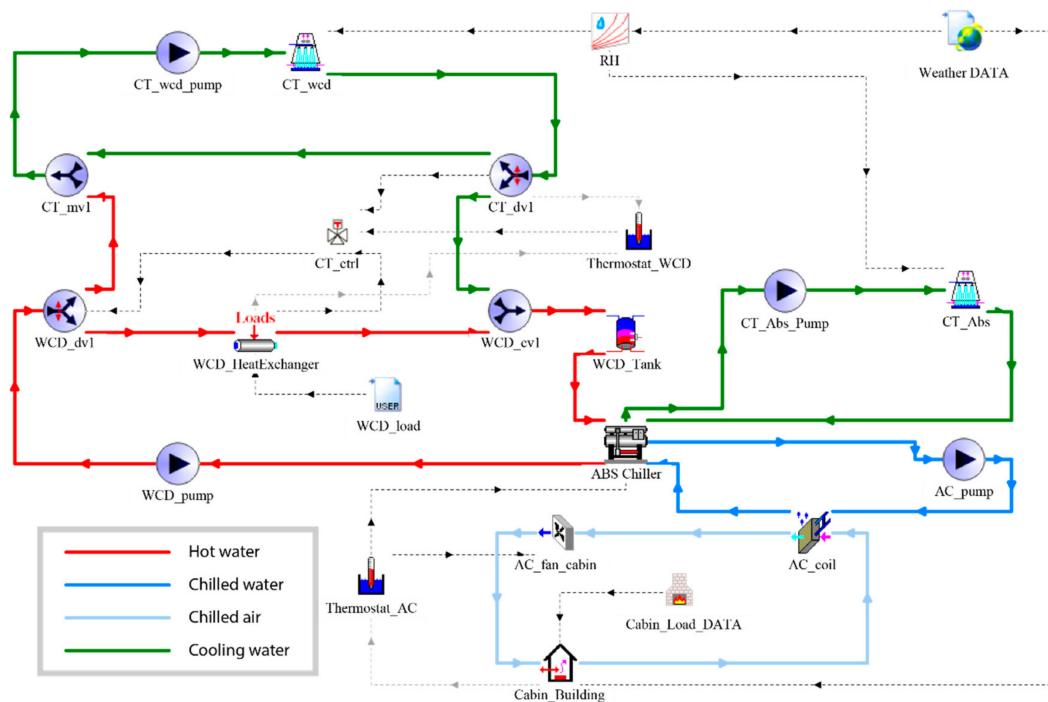 CT_wcd_pump
CT_wcd
RH
Weather DATA
CT_mv1
CT_dv1
CT_ctrl
Thermostat_WCD
CT_Abs_Pump
CT_Abs
WCD_dv1
Loads
WCD_HeatExchanger
WCD_cv1
WCD_Tank
USER
WCD_load
WCD_pump
ABS Chiller
AC_pump
Hot water
Chilled water
Chilled air
Cooling water
Thermostat_AC
AC_fan_cabin
AC_coil
Cabin_Load_DATA
Cabin_Building